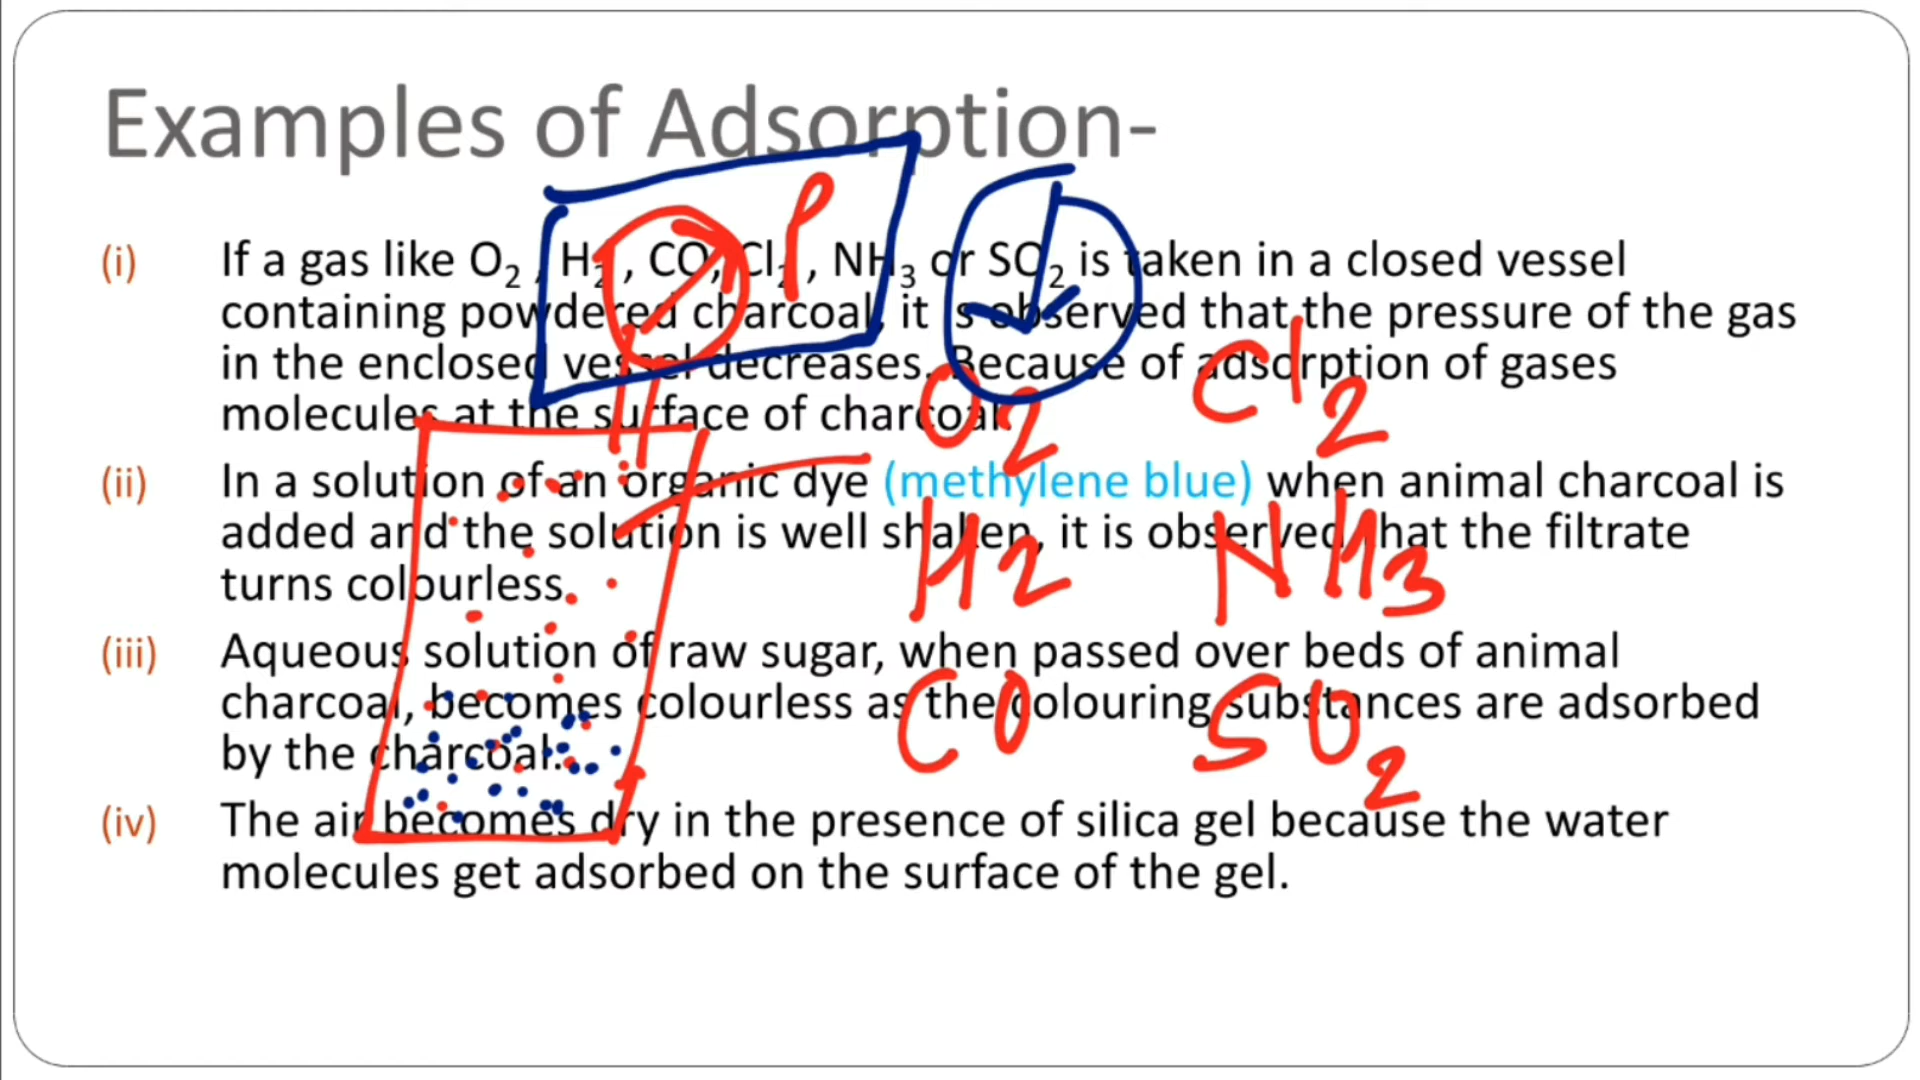 Examples of Adsorption-
(i) If a gas like O₂ , H₂ , CO, Cl₂ , NH₃ or SO₂ is taken in a closed vessel
containing powdered charcoal, it is observed that the pressure of the gas
in the enclosed vessel decreases. Because of adsorption of gases
molecules at the surface of charcoal.
(ii) In a solution of an organic dye (methylene blue) when animal charcoal is
added and the solution is well shaken, it is observed that the filtrate
turns colourless.
(iii) Aqueous solution of raw sugar, when passed over beds of animal
charcoal, becomes colourless as the colouring substances are adsorbed
by the charcoal.
(iv) The air becomes dry in the presence of silica gel because the water
molecules get adsorbed on the surface of the gel.
P
O2 Cl2
H2 NH3
CO SO2